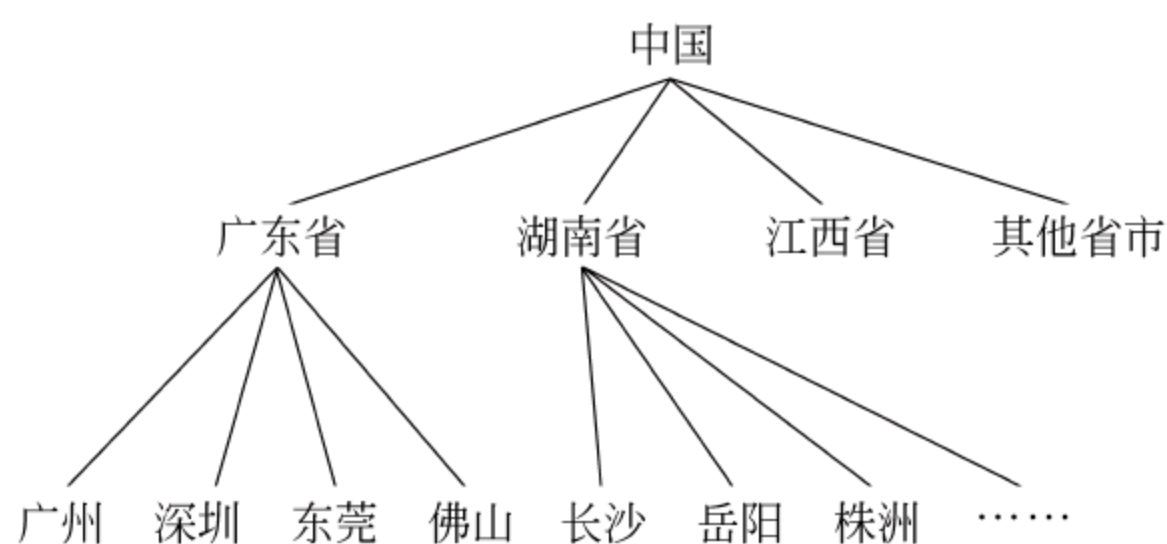 中国
广东省 湖南省 江西省 其他省市
广州 深圳 东莞 佛山 长沙 岳阳 株洲 ……